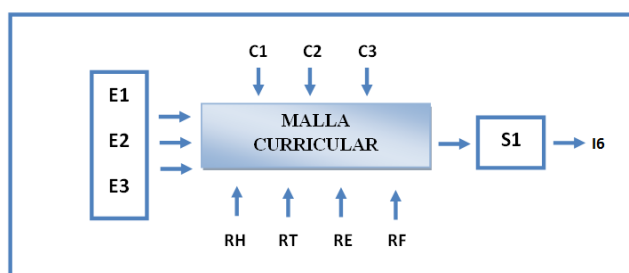 C1 C2 C3
E1
E2
E3
MALLA
CURRICULAR
S1
I6
RH RT RE RF